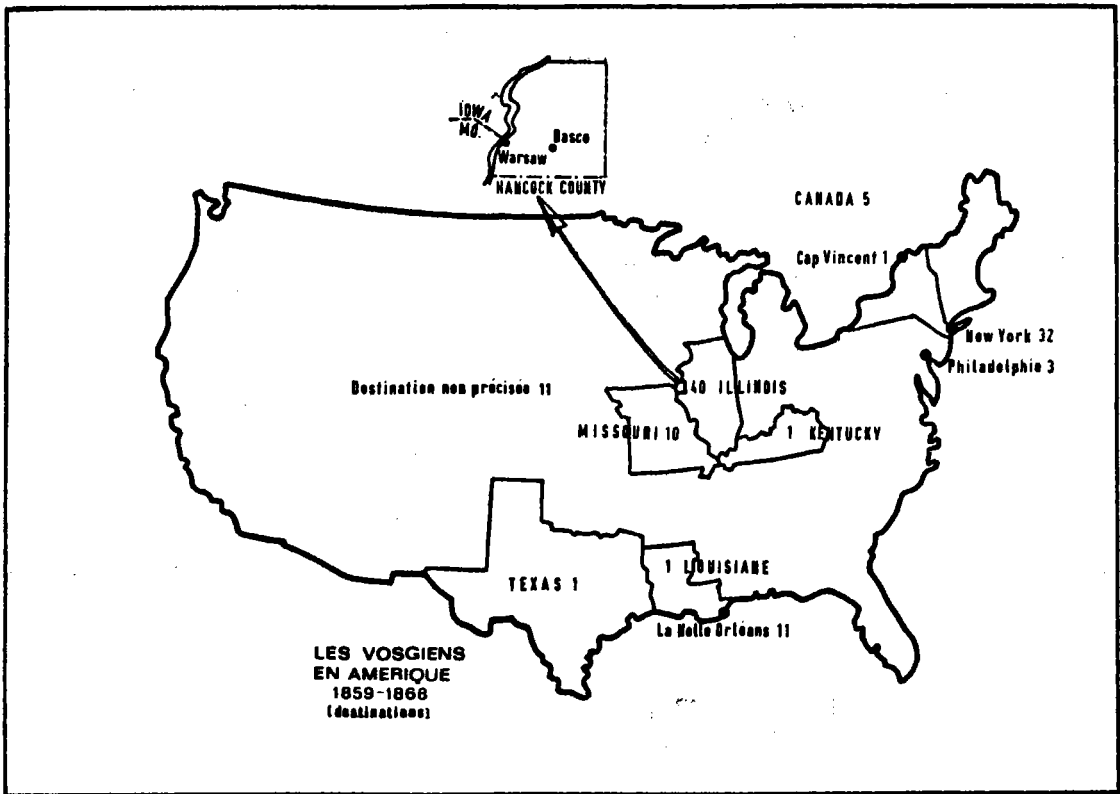 IOWA
MO.
Basco
Warsaw
HANCOCK COUNTY
CANADA 5
Cap Vincent 1
New York 32
Philadelphie 3
Destination non précisée 11
40 ILLINOIS
MISSOURI 10
1 KENTUCKY
TEXAS 1
1 LOUISIANE
La Nelle Orléans 11
LES VOSGIENS
EN AMERIQUE
1859-1868
(destinations)